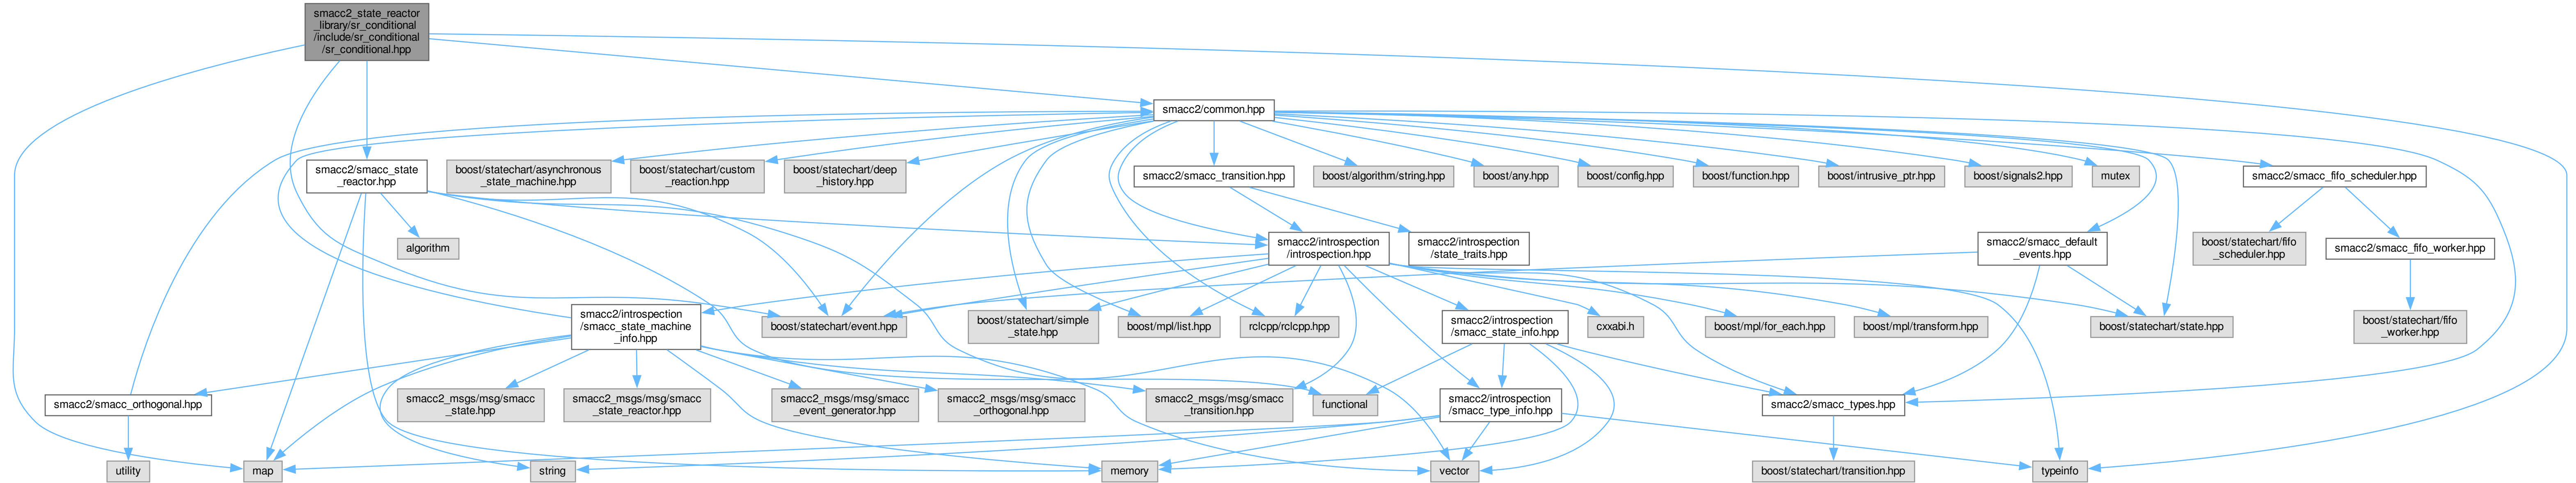 smacc2_state_reactor
_library/sr_conditional
/include/sr_conditional
/sr_conditional.hpp
smacc2/common.hpp
smacc2/smacc_state
_reactor.hpp
boost/statechart/asynchronous
_state_machine.hpp
boost/statechart/custom
_reaction.hpp
boost/statechart/deep
_history.hpp
smacc2/smacc_transition.hpp
boost/algorithm/string.hpp
boost/any.hpp
boost/config.hpp
boost/function.hpp
boost/intrusive_ptr.hpp
boost/signals2.hpp
mutex
smacc2/smacc_fifo_scheduler.hpp
algorithm
smacc2/introspection
/introspection.hpp
smacc2/introspection
/state_traits.hpp
smacc2/smacc_default
_events.hpp
boost/statechart/fifo
_scheduler.hpp
smacc2/smacc_fifo_worker.hpp
smacc2/introspection
/smacc_state_machine
_info.hpp
boost/statechart/event.hpp
boost/statechart/simple
_state.hpp
boost/mpl/list.hpp
rclcpp/rclcpp.hpp
smacc2/introspection
/smacc_state_info.hpp
cxxabi.h
boost/mpl/for_each.hpp
boost/mpl/transform.hpp
boost/statechart/state.hpp
boost/statechart/fifo
_worker.hpp
smacc2/smacc_orthogonal.hpp
smacc2_msgs/msg/smacc
_state.hpp
smacc2_msgs/msg/smacc
_state_reactor.hpp
smacc2_msgs/msg/smacc
_event_generator.hpp
smacc2_msgs/msg/smacc
_orthogonal.hpp
smacc2_msgs/msg/smacc
_transition.hpp
functional
smacc2/introspection
/smacc_type_info.hpp
smacc2/smacc_types.hpp
utility
map
string
memory
vector
boost/statechart/transition.hpp
typeinfo